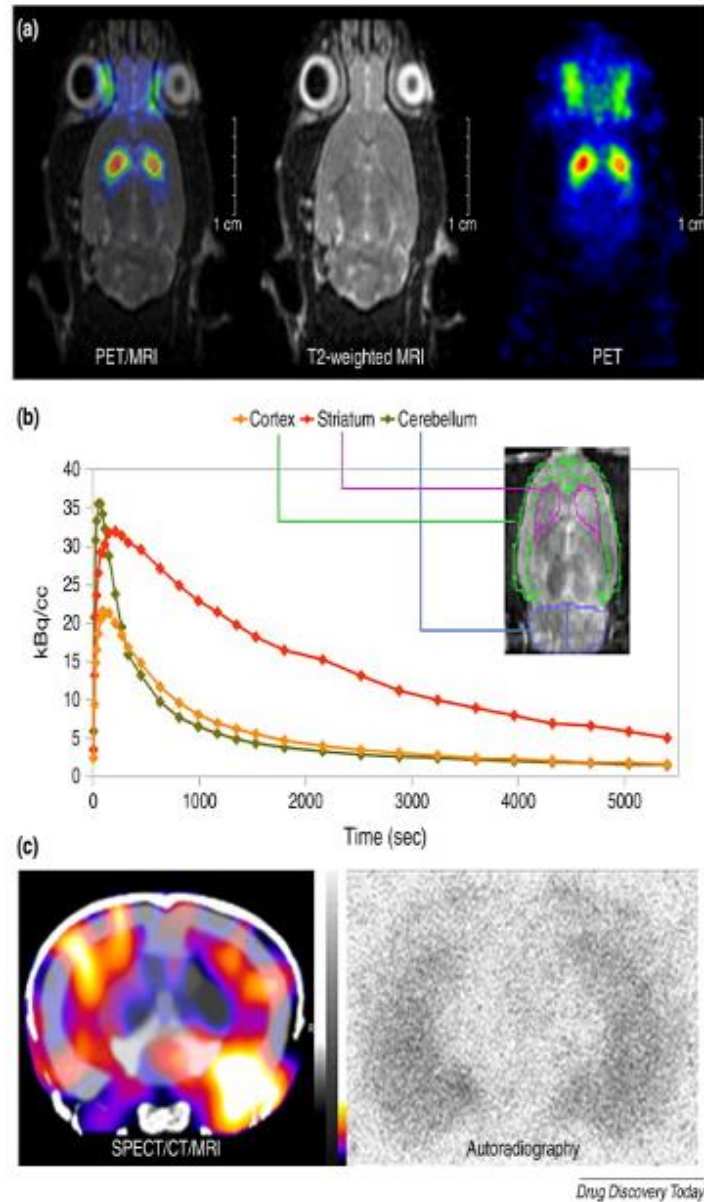 (a)
1 cm
1 cm
1 cm
PET/MRI
T2-weighted MRI
PET
(b)
Cortex Striatum Cerebellum
40
35
30
25
20
15
10
5
0
kBq/cc
0 1000 2000 3000 4000 5000
Time (sec)
(c)
SPECT/CT/MRI
Autoradiography
Drug Discovery Today